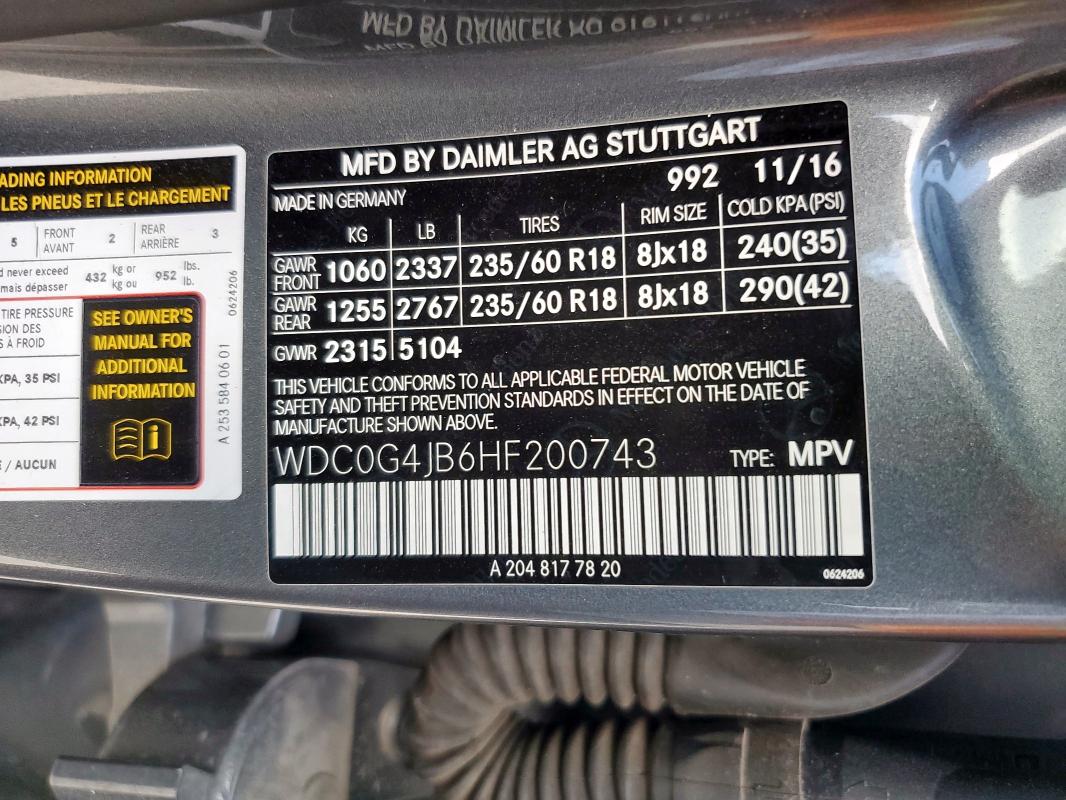 MFD BY DAIMLER AG STUTTGART
992 11/16
MADE IN GERMANY
KG LB TIRES RIM SIZE COLD KPA(PSI)
GAWR FRONT 1060 2337 235/60 R18 8Jx18 240(35)
GAWR REAR 1255 2767 235/60 R18 8Jx18 290(42)
GVWR 2315 5104
THIS VEHICLE CONFORMS TO ALL APPLICABLE FEDERAL MOTOR VEHICLE
SAFETY AND THEFT PREVENTION STANDARDS IN EFFECT ON THE DATE OF
MANUFACTURE SHOWN ABOVE.
WDC0G4JB6HF200743 TYPE: MPV
A 204 817 78 20
0624206
ADING INFORMATION
LES PNEUS ET LE CHARGEMENT
5 FRONT AVANT 2 REAR ARRIÈRE 3
d never exceed
mais dépasser
432 kg or kg ou 952 lbs. lb.
TIRE PRESSURE
SION DES
S À FROID
KPA, 35 PSI
KPA, 42 PSI
/ AUCUN
SEE OWNER'S
MANUAL FOR
ADDITIONAL
INFORMATION
0624206
A 253 584 06 01